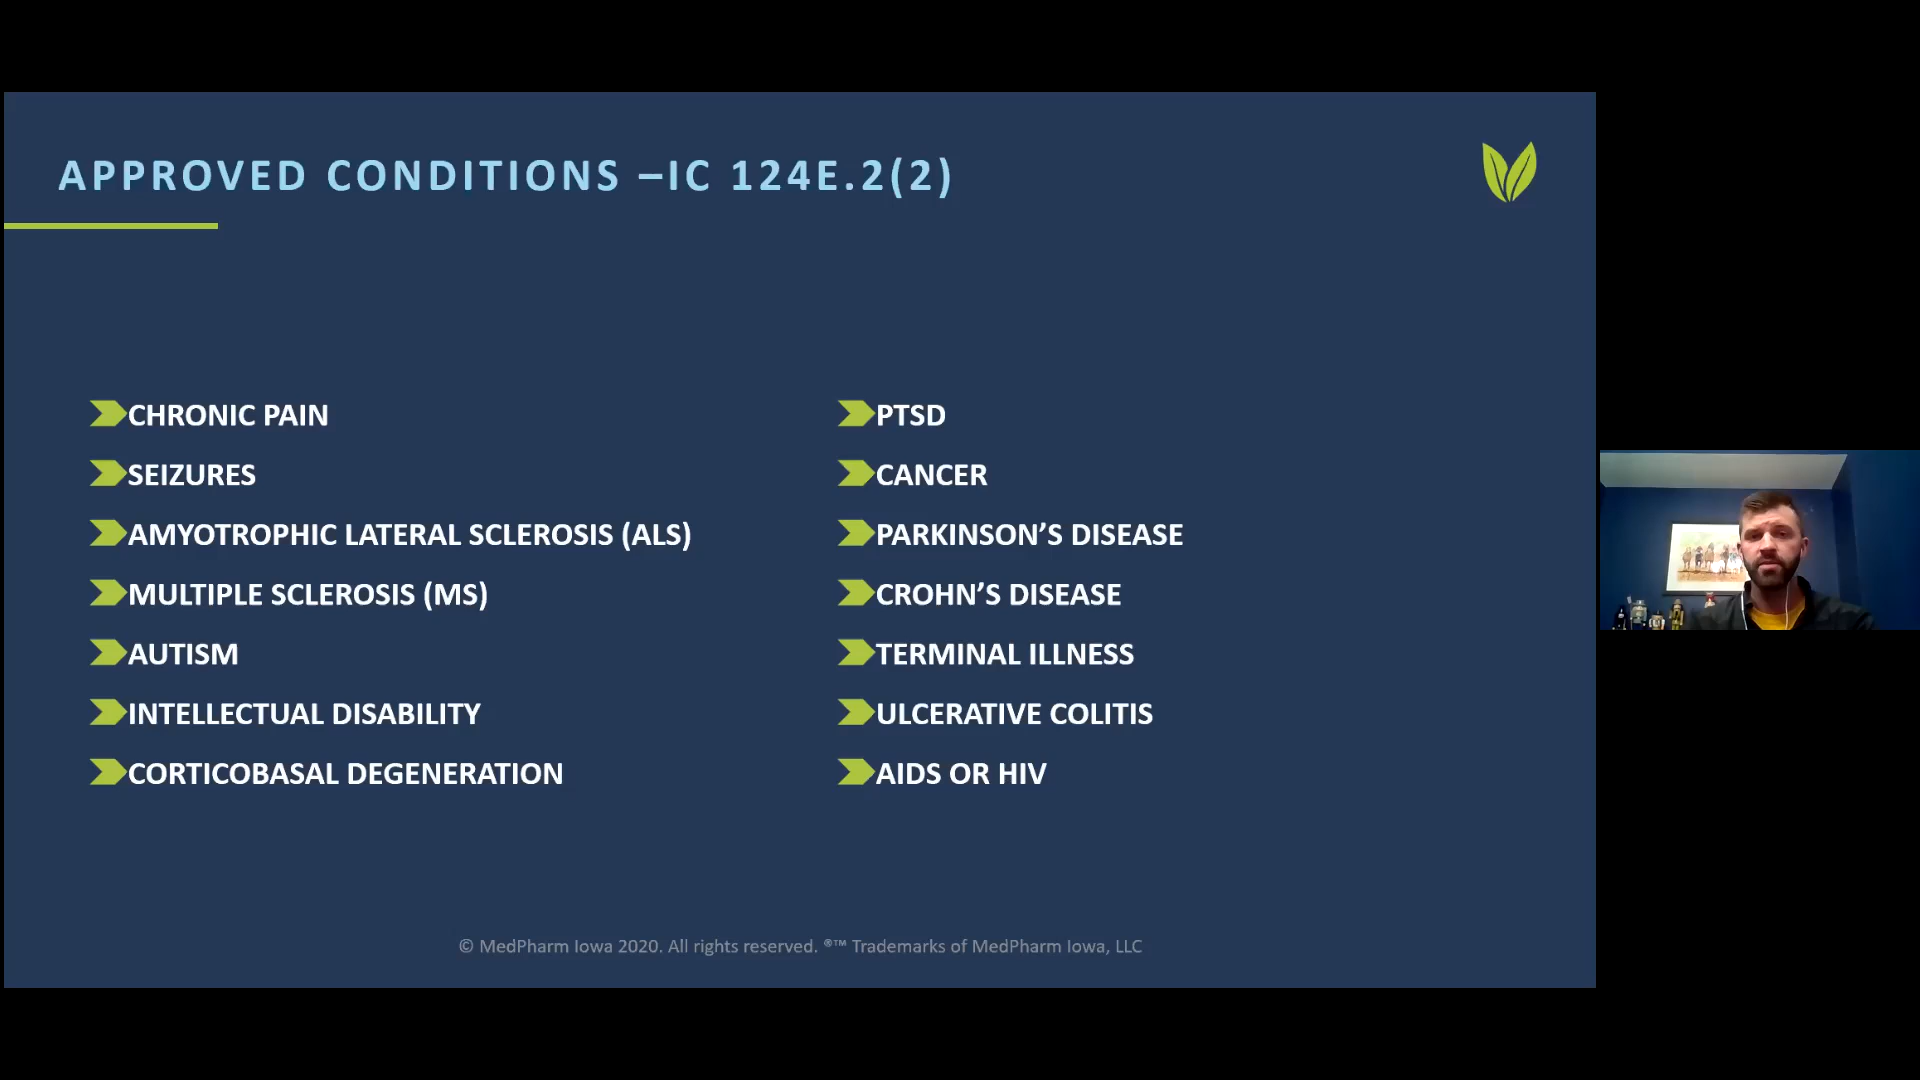 APPROVED CONDITIONS –IC 124E.2(2)
CHRONIC PAIN
SEIZURES
AMYOTROPHIC LATERAL SCLEROSIS (ALS)
MULTIPLE SCLEROSIS (MS)
AUTISM
INTELLECTUAL DISABILITY
CORTICOBASAL DEGENERATION
PTSD
CANCER
PARKINSON’S DISEASE
CROHN’S DISEASE
TERMINAL ILLNESS
ULCERATIVE COLITIS
AIDS OR HIV
© MedPharm Iowa 2020. All rights reserved. ®™ Trademarks of MedPharm Iowa, LLC